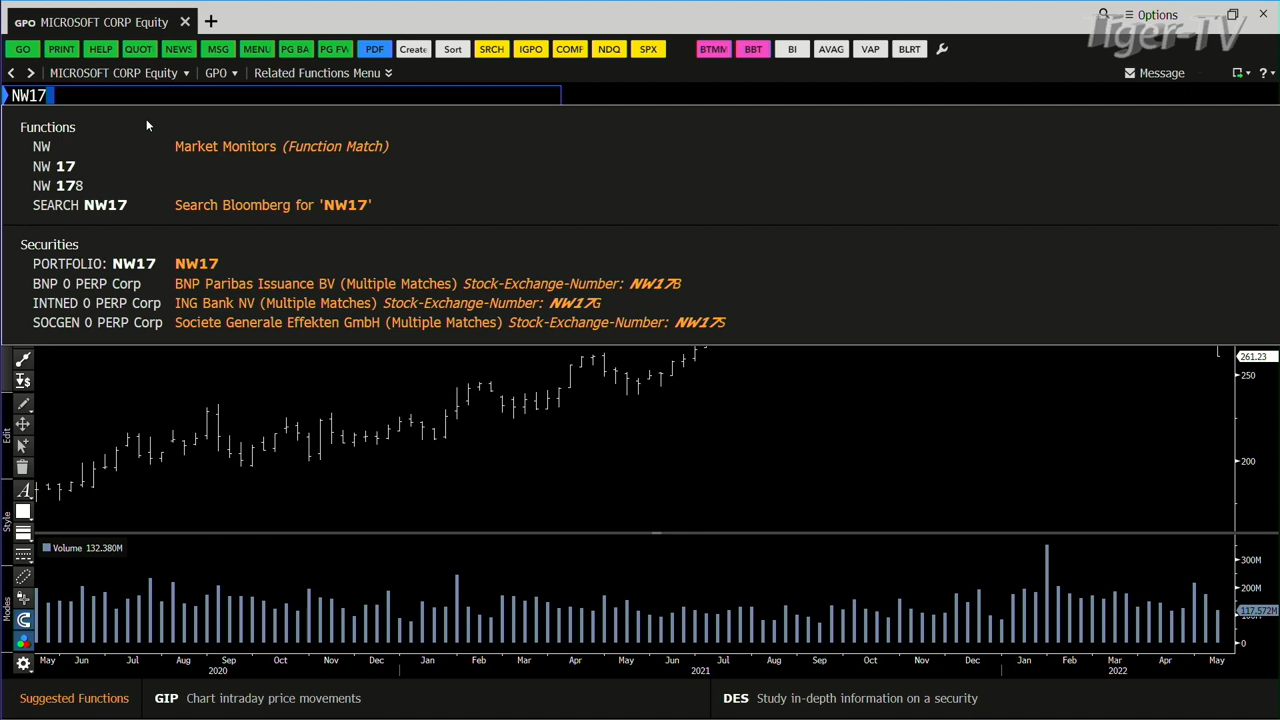 GPO MICROSOFT CORP Equity
Options
Tiger-TV
GO PRINT HELP QUOT NEWS MSG MENU PG BA PG FW PDF Create Sort SRCH IGPO COMP NDQ SPX BTMM BBT BI AVAG VAP BLRT
MICROSOFT CORP Equity GPO Related Functions Menu Message ?
NW17
Functions
NW Market Monitors (Function Match)
NW 17
NW 178
SEARCH NW17 Search Bloomberg for 'NW17'
Securities
PORTFOLIO: NW17 NW17
BNP 0 PERP Corp BNP Paribas Issuance BV (Multiple Matches) Stock-Exchange-Number: NW17B
INTNED 0 PERP Corp ING Bank NV (Multiple Matches) Stock-Exchange-Number: NW17G
SOCGEN 0 PERP Corp Societe Generale Effekten GmbH (Multiple Matches) Stock-Exchange-Number: NW17S
261.23
250
Edit
200
A
Style
Volume 132.380M
300M
200M
Modes
117.572M
0
May Jun Jul Aug Sep Oct Nov Dec Jan Feb Mar Apr May Jun Jul Aug Sep Oct Nov Dec Jan Feb Mar Apr May
2020 2021 2022
Suggested Functions GIP Chart intraday price movements DES Study in-depth information on a security